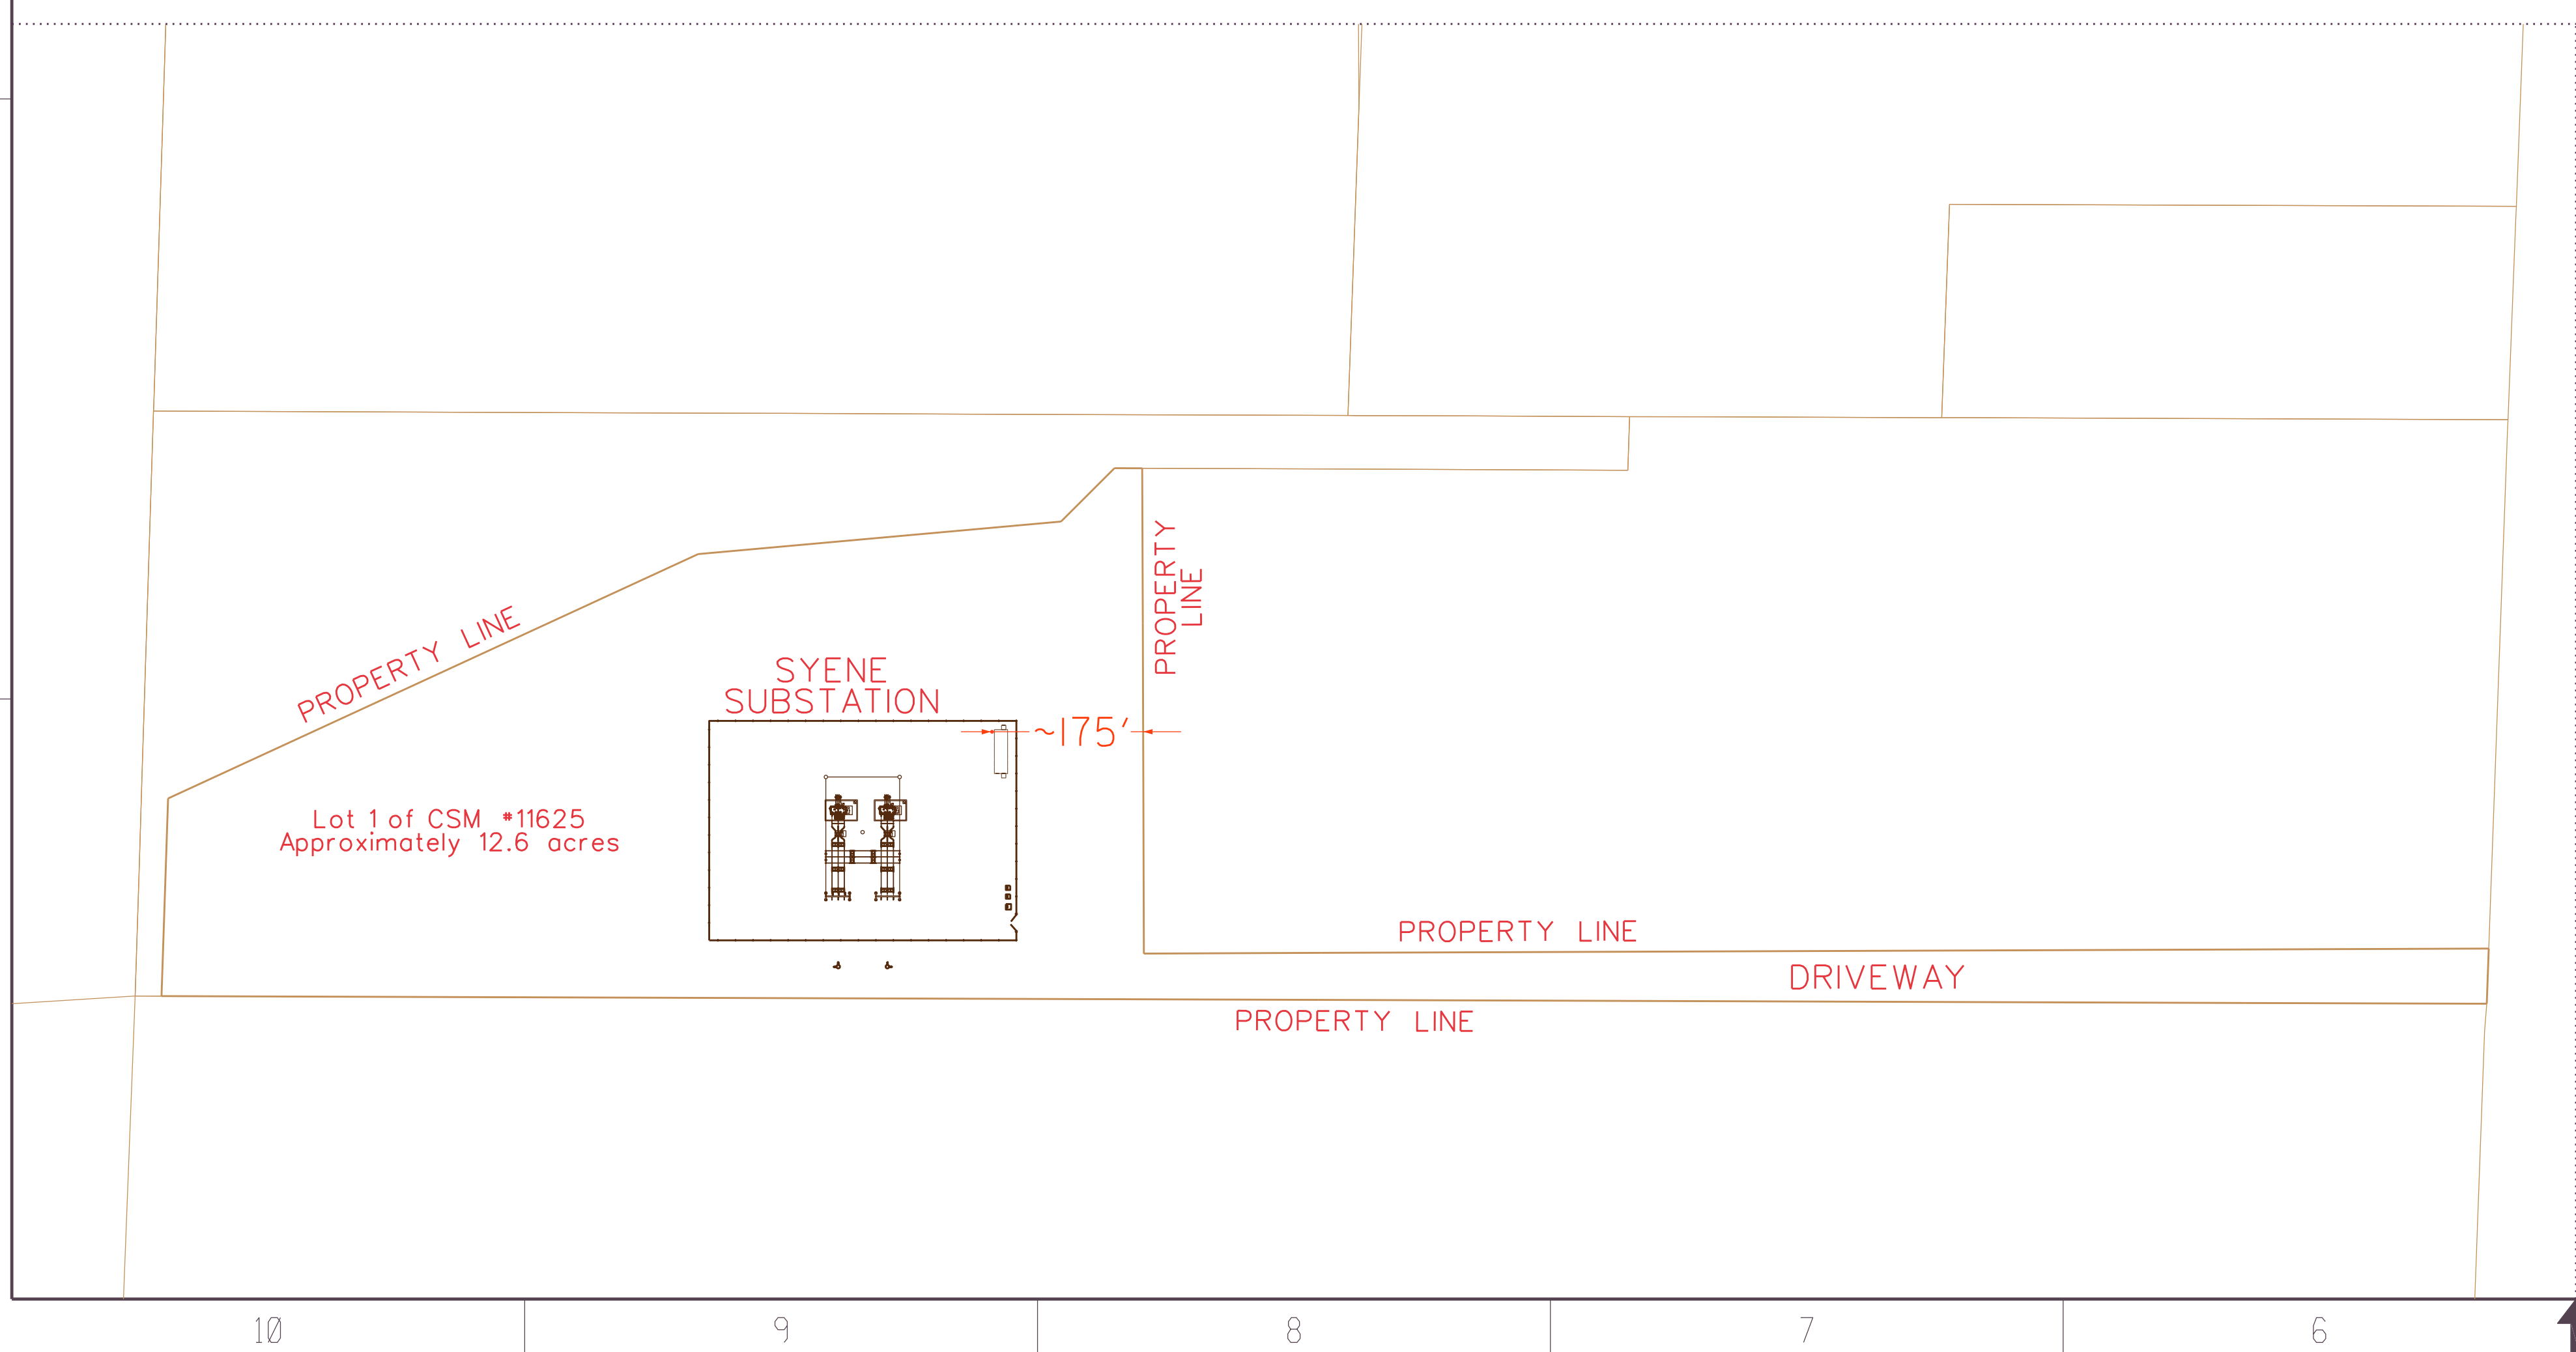 PROPERTY
LINE
PROPERTY LINE
SYENE
SUBSTATION
~175'
Lot 1 of CSM #11625
Approximately 12.6 acres
PROPERTY LINE
DRIVEWAY
PROPERTY LINE
10
9
8
7
6